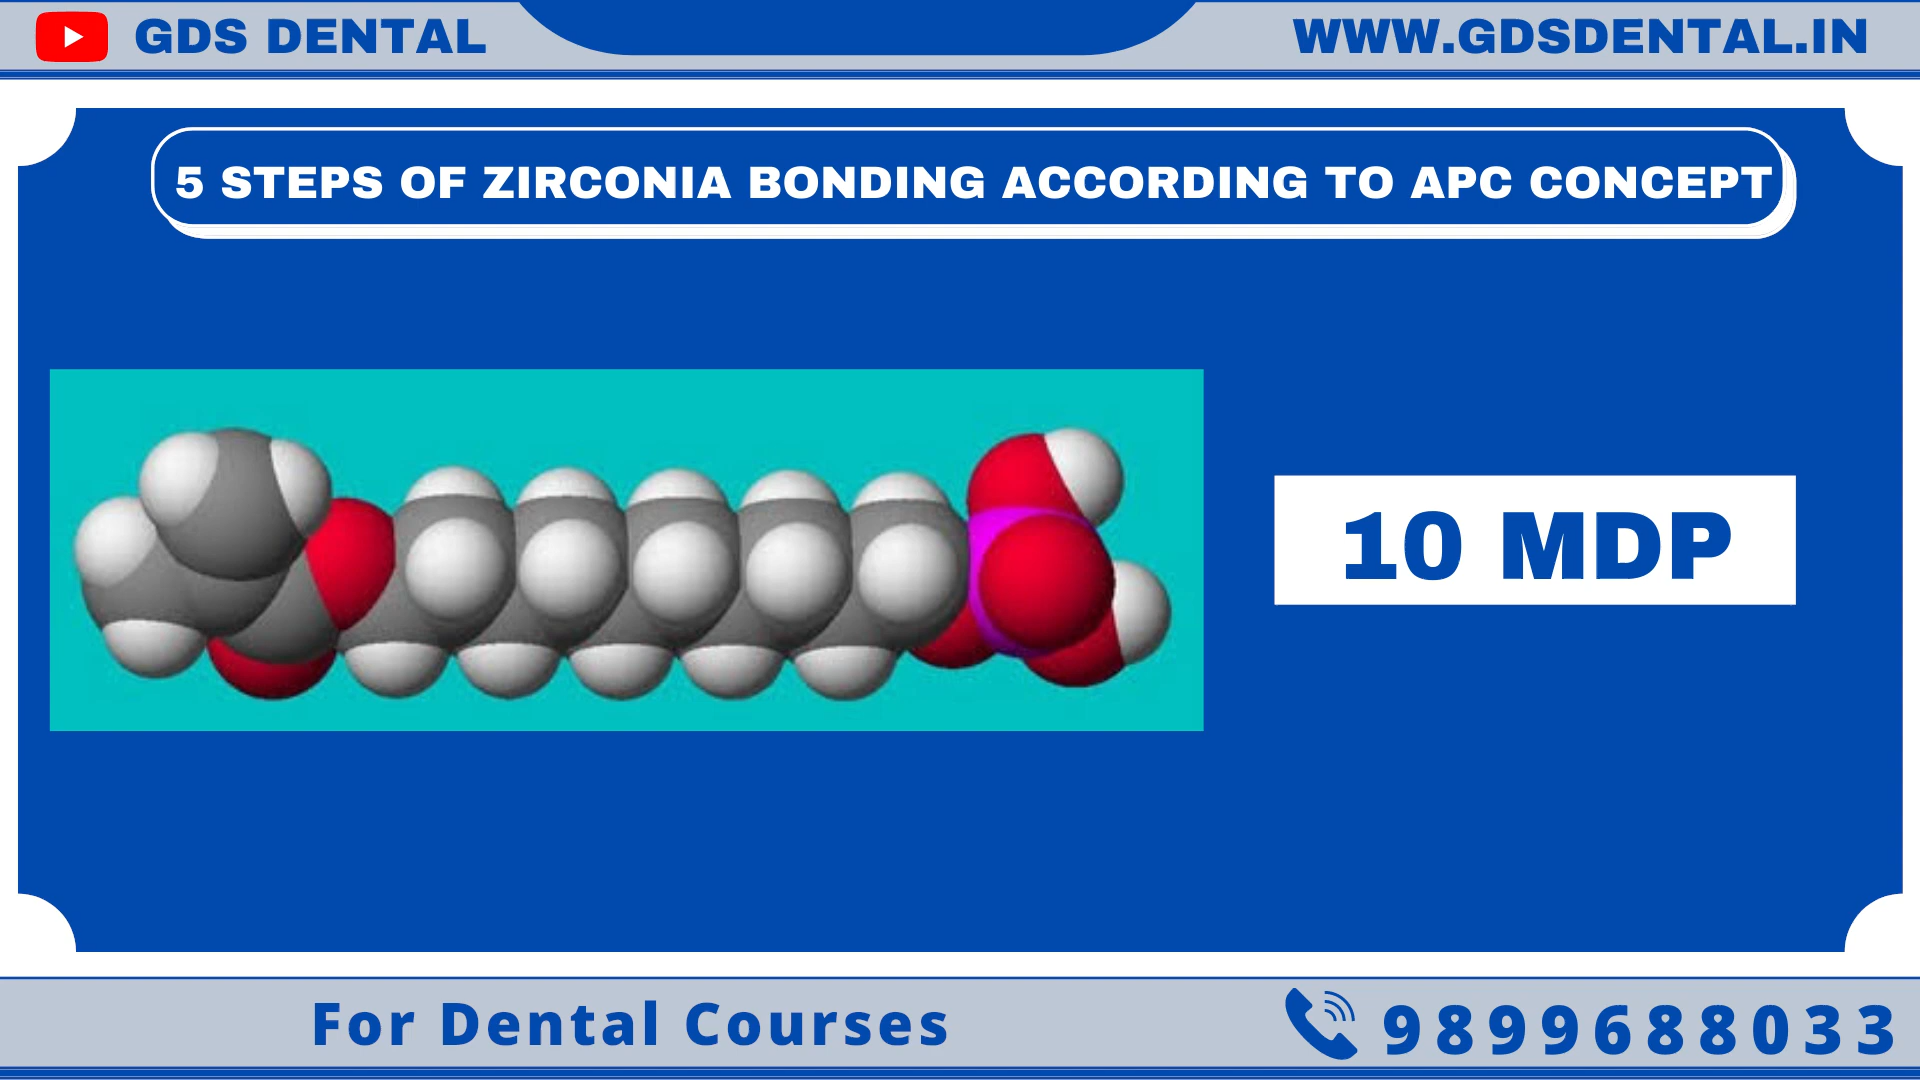 GDS DENTAL
WWW.GDSDENTAL.IN
5 STEPS OF ZIRCONIA BONDING ACCORDING TO APC CONCEPT
10 MDP
For Dental Courses
9899688033